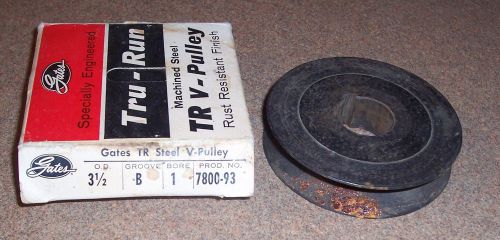 Gates
Specially Engineered
Tru-Run
Machined Steel
TR V-Pulley
Rust Resistant Finish
Gates
Gates TR Steel V-Pulley
O.D. GROOVE BORE PROD. NO.
3½ B 1 7800-93